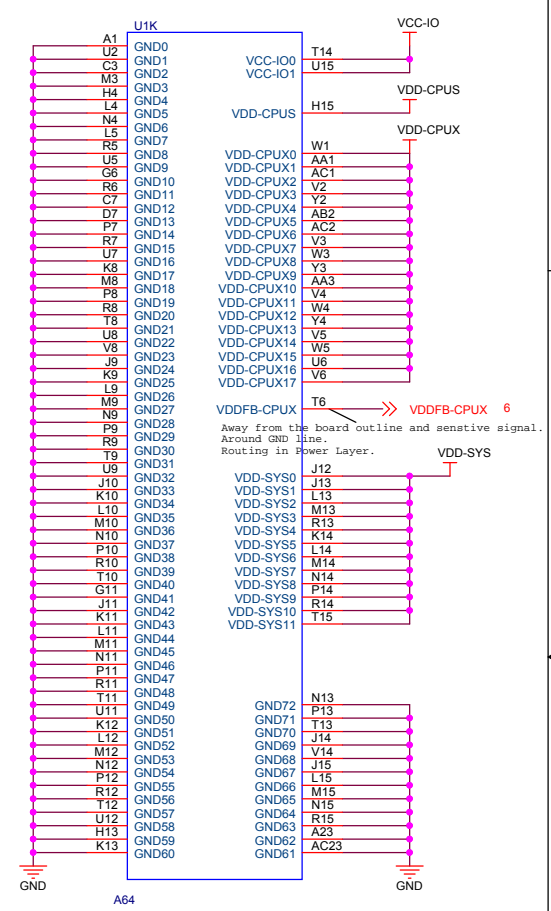 U1K
A1 GND0
U2 GND1
C3 GND2
M3 GND3
H4 GND4
L4 GND5
N4 GND6
L5 GND7
R5 GND8
U5 GND9
G6 GND10
R6 GND11
C7 GND12
D7 GND13
P7 GND14
R7 GND15
U7 GND16
K8 GND17
M8 GND18
P8 GND19
R8 GND20
T8 GND21
U8 GND22
V8 GND23
J9 GND24
K9 GND25
L9 GND26
M9 GND27
N9 GND28
P9 GND29
R9 GND30
T9 GND31
U9 GND32
J10 GND33
K10 GND34
L10 GND35
M10 GND36
N10 GND37
P10 GND38
R10 GND39
T10 GND40
G11 GND41
J11 GND42
K11 GND43
L11 GND44
M11 GND45
N11 GND46
P11 GND47
R11 GND48
T11 GND49
U11 GND50
K12 GND51
L12 GND52
M12 GND53
N12 GND54
P12 GND55
R12 GND56
T12 GND57
U12 GND58
H13 GND59
K13 GND60
GND
VCC-IO
VCC-IO0 T14
VCC-IO1 U15
VDD-CPUS
VDD-CPUS H15
VDD-CPUX
VDD-CPUX0 W1
VDD-CPUX1 AA1
VDD-CPUX2 AC1
VDD-CPUX3 V2
VDD-CPUX4 Y2
VDD-CPUX5 AB2
VDD-CPUX6 AC2
VDD-CPUX7 V3
VDD-CPUX8 W3
VDD-CPUX9 Y3
VDD-CPUX10 AA3
VDD-CPUX11 V4
VDD-CPUX12 W4
VDD-CPUX13 Y4
VDD-CPUX14 V5
VDD-CPUX15 W5
VDD-CPUX16 U6
VDD-CPUX17 V6
VDDFB-CPUX T6 VDDFB-CPUX 6
Away from the board outline and senstive signal.
Around GND line.
Routing in Power Layer.
VDD-SYS
VDD-SYS0 J12
VDD-SYS1 J13
VDD-SYS2 L13
VDD-SYS3 M13
VDD-SYS4 R13
VDD-SYS5 K14
VDD-SYS6 L14
VDD-SYS7 M14
VDD-SYS8 N14
VDD-SYS9 P14
VDD-SYS10 R14
VDD-SYS11 T15
GND72 N13
GND71 P13
GND70 T13
GND69 J14
GND68 V14
GND67 J15
GND66 L15
GND65 M15
GND64 N15
GND63 R15
GND62 A23
GND61 AC23
GND
A64